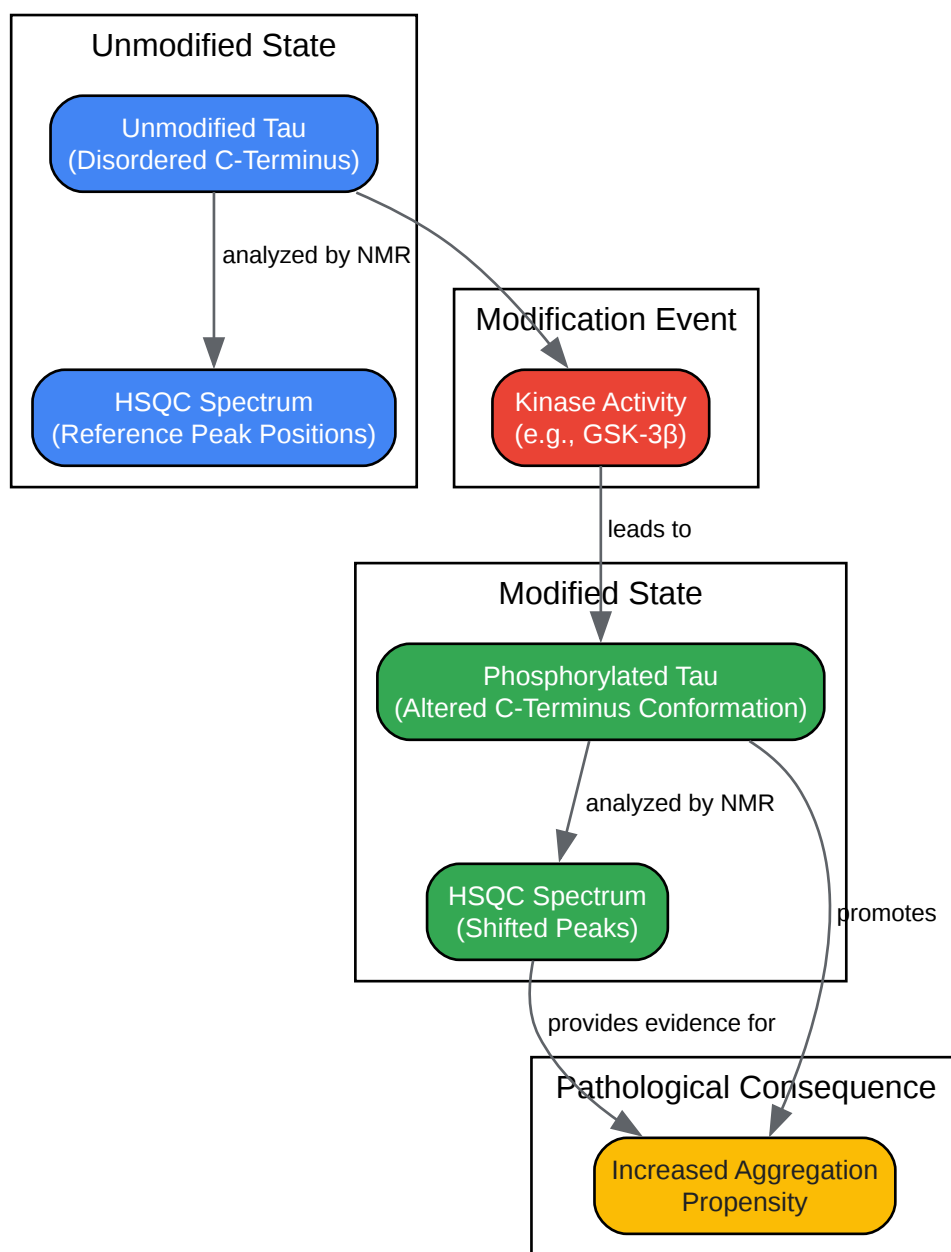 Unmodified State
Unmodified Tau
(Disordered C-Terminus)
analyzed by NMR
HSQC Spectrum
(Reference Peak Positions)
Modification Event
Kinase Activity
(e.g., GSK-3β)
leads to
Modified State
Phosphorylated Tau
(Altered C-Terminus Conformation)
analyzed by NMR
HSQC Spectrum
(Shifted Peaks)
promotes
provides evidence for
Pathological Consequence
Increased Aggregation
Propensity